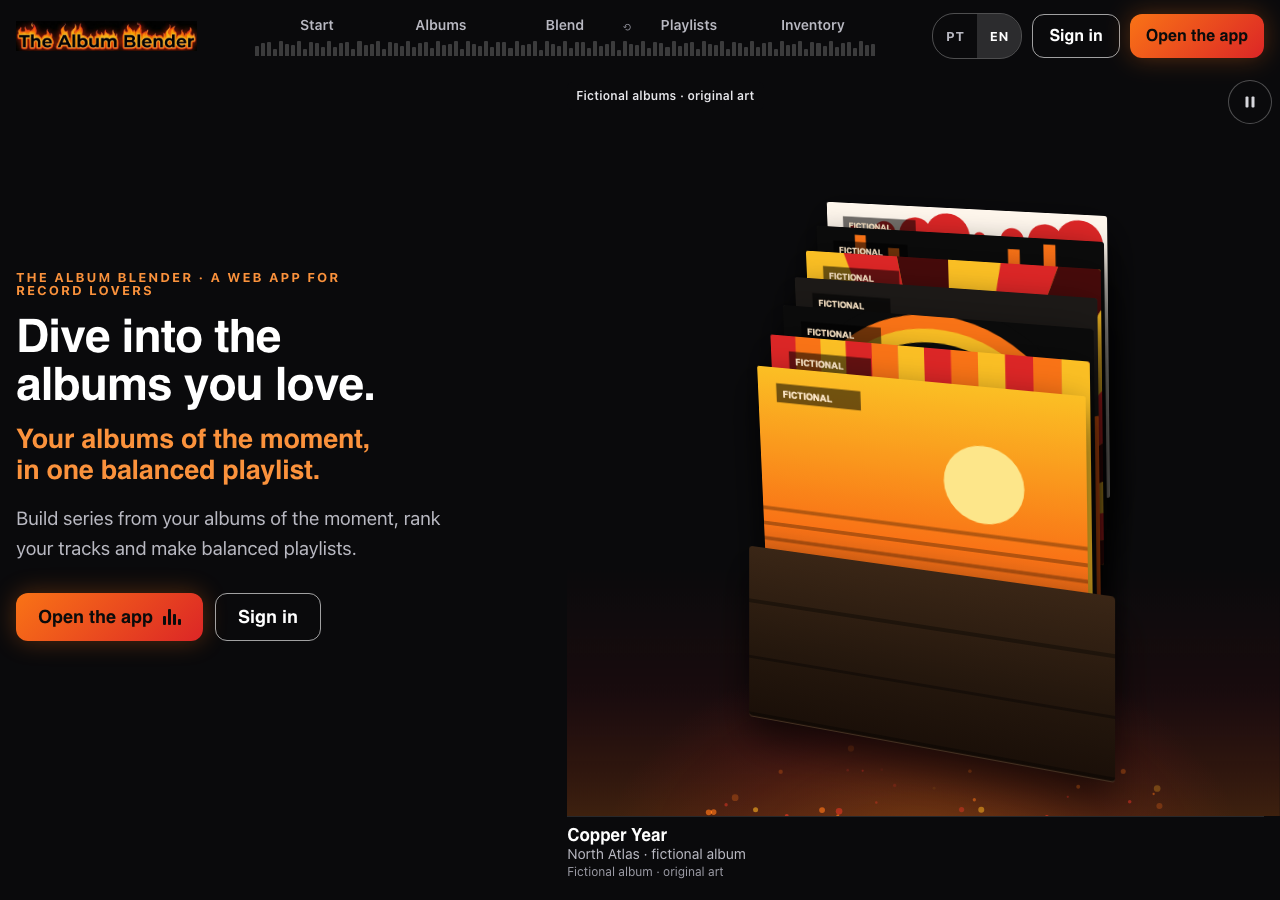 The Album Blender
Start
Albums
Blend
Playlists
Inventory
PT
EN
Sign in
Open the app
Fictional albums · original art
THE ALBUM BLENDER · A WEB APP FOR
RECORD LOVERS
Dive into the
albums you love.
Your albums of the moment,
in one balanced playlist.
Build series from your albums of the moment, rank
your tracks and make balanced playlists.
Open the app
Sign in
FICTIONAL
FICTIONAL
FICTIONAL
FICTIONAL
FICTIONAL
FICTIONAL
FICTIONAL
Copper Year
North Atlas · fictional album
Fictional album · original art